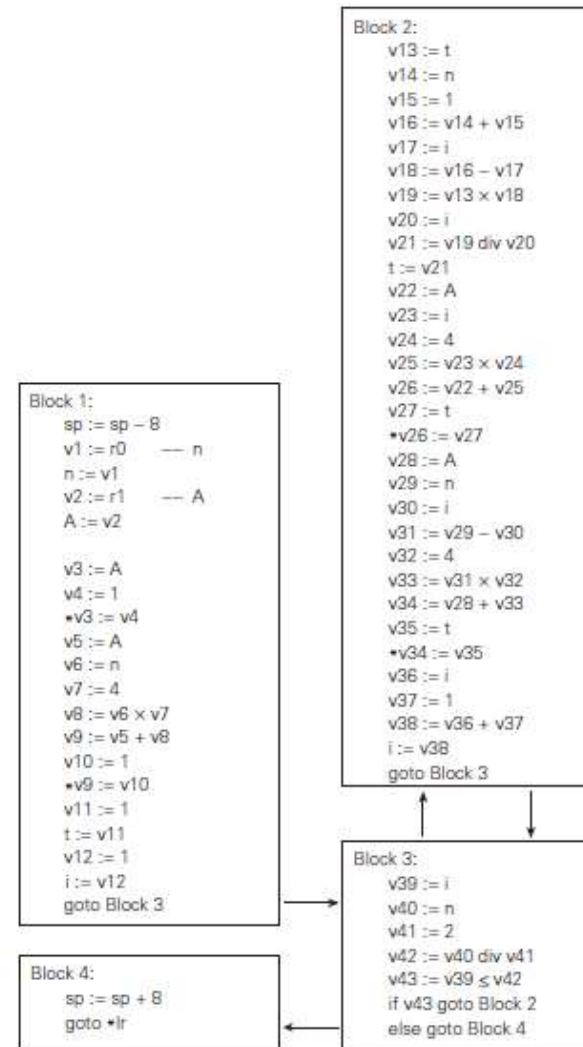 Block 1:
sp := sp – 8
v1 := r0 –– n
n := v1
v2 := r1 –– A
A := v2
v3 := A
v4 := 1
*v3 := v4
v5 := A
v6 := n
v7 := 4
v8 := v6 × v7
v9 := v5 + v8
v10 := 1
*v9 := v10
v11 := 1
t := v11
v12 := 1
i := v12
goto Block 3
Block 2:
v13 := t
v14 := n
v15 := 1
v16 := v14 + v15
v17 := i
v18 := v16 – v17
v19 := v13 × v18
v20 := i
v21 := v19 div v20
t := v21
v22 := A
v23 := i
v24 := 4
v25 := v23 × v24
v26 := v22 + v25
v27 := t
*v26 := v27
v28 := A
v29 := n
v30 := i
v31 := v29 – v30
v32 := 4
v33 := v31 × v32
v34 := v28 + v33
v35 := t
*v34 := v35
v36 := i
v37 := 1
v38 := v36 + v37
i := v38
goto Block 3
Block 3:
v39 := i
v40 := n
v41 := 2
v42 := v40 div v41
v43 := v39 ≤ v42
if v43 goto Block 2
else goto Block 4
Block 4:
sp := sp + 8
goto *lr